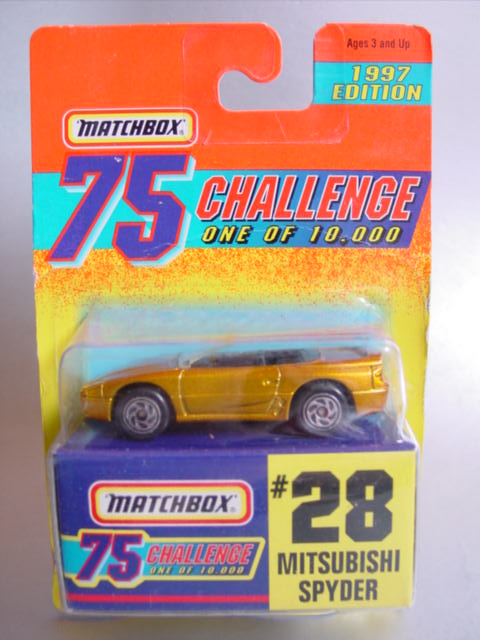 Ages 3 and Up
1997
EDITION
MATCHBOX®
75 CHALLENGE
ONE OF 10,000
MATCHBOX®
75 CHALLENGE
ONE OF 10,000
#28
MITSUBISHI
SPYDER